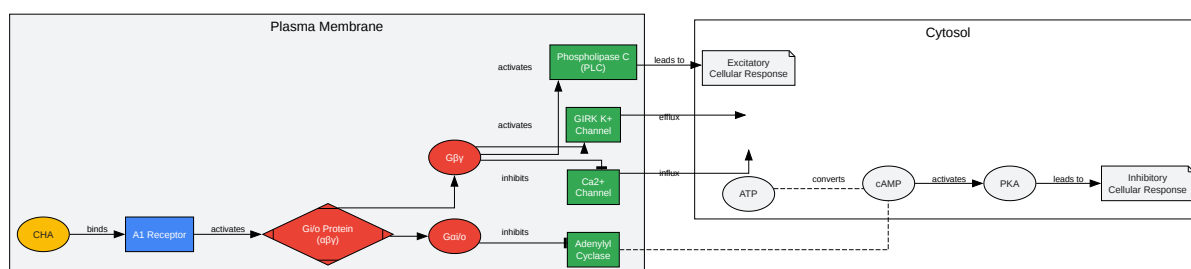 Plasma Membrane
Cytosol
Phospholipase C
(PLC)
activates
leads to
Excitatory
Cellular Response
GIRK K+
Channel
activates
efflux
Gβγ
inhibits
Ca2+
Channel
influx
ATP
converts
cAMP
activates
PKA
leads to
Inhibitory
Cellular Response
CHA
binds
A1 Receptor
activates
Gi/o Protein
(αβγ)
Gαi/o
inhibits
Adenylyl
Cyclase